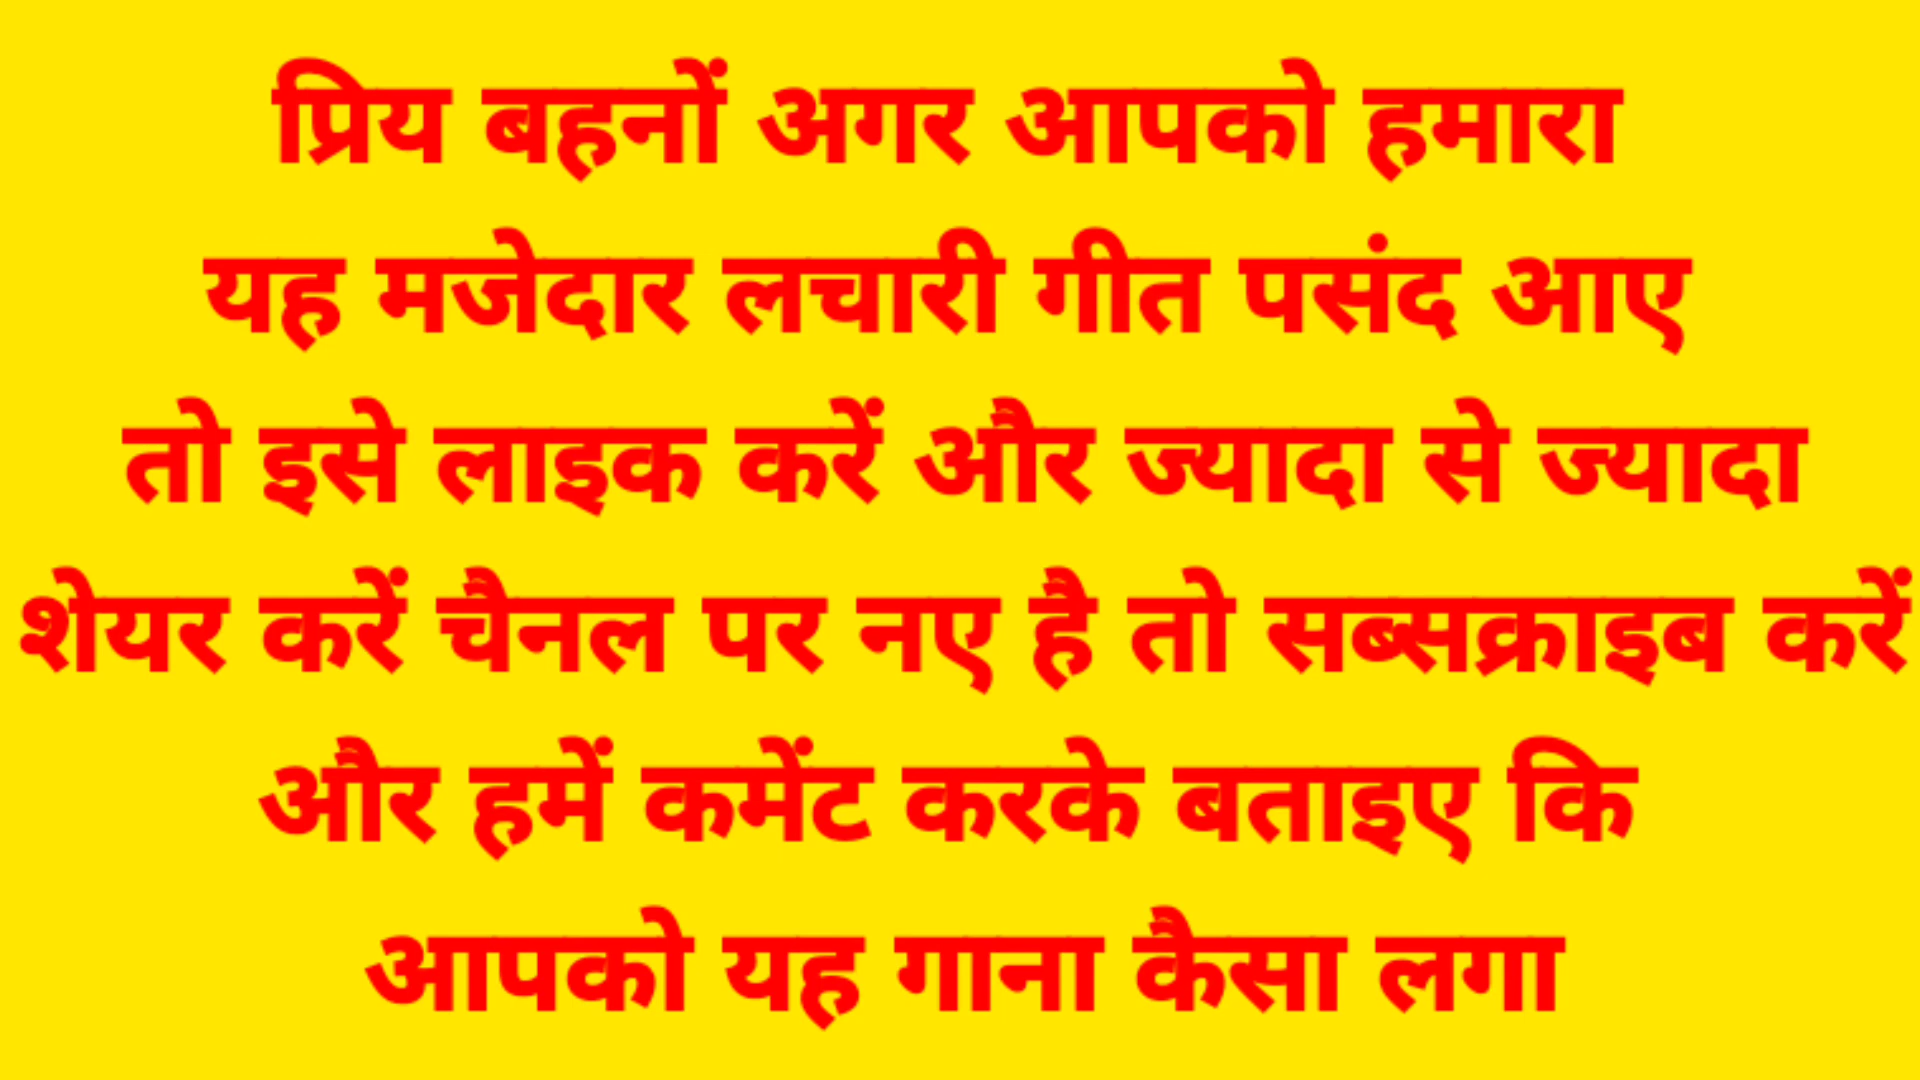 प्रिय बहनों अगर आपको हमारा
यह मजेदार लचारी गीत पसंद आए
तो इसे लाइक करें और ज्यादा से ज्यादा
शेयर करें चैनल पर नए है तो सब्सक्राइब करें
और हमें कमेंट करके बताइए कि
आपको यह गाना कैसा लगा